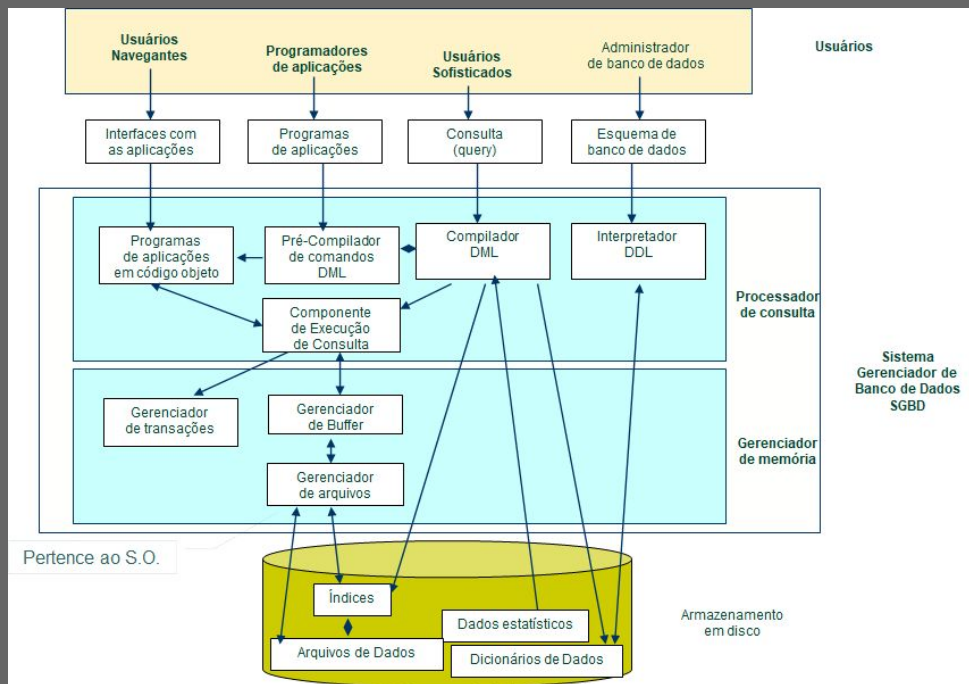 Usuários
Navegantes
Programadores
de aplicações
Usuários
Sofisticados
Administrador
de banco de dados
Usuários
Interfaces com
as aplicações
Programas
de aplicações
Consulta
(query)
Esquema de
banco de dados
Programas
de aplicações
em código objeto
Pré-Compilador
de comandos
DML
Compilador
DML
Interpretador
DDL
Componente
de Execução
de Consulta
Processador
de consulta
Sistema
Gerenciador de
Banco de Dados
SGBD
Gerenciador
de transações
Gerenciador
de Buffer
Gerenciador
de arquivos
Gerenciador
de memória
Pertence ao S.O.
Índices
Dados estatísticos
Arquivos de Dados
Dicionários de Dados
Armazenamento
em disco